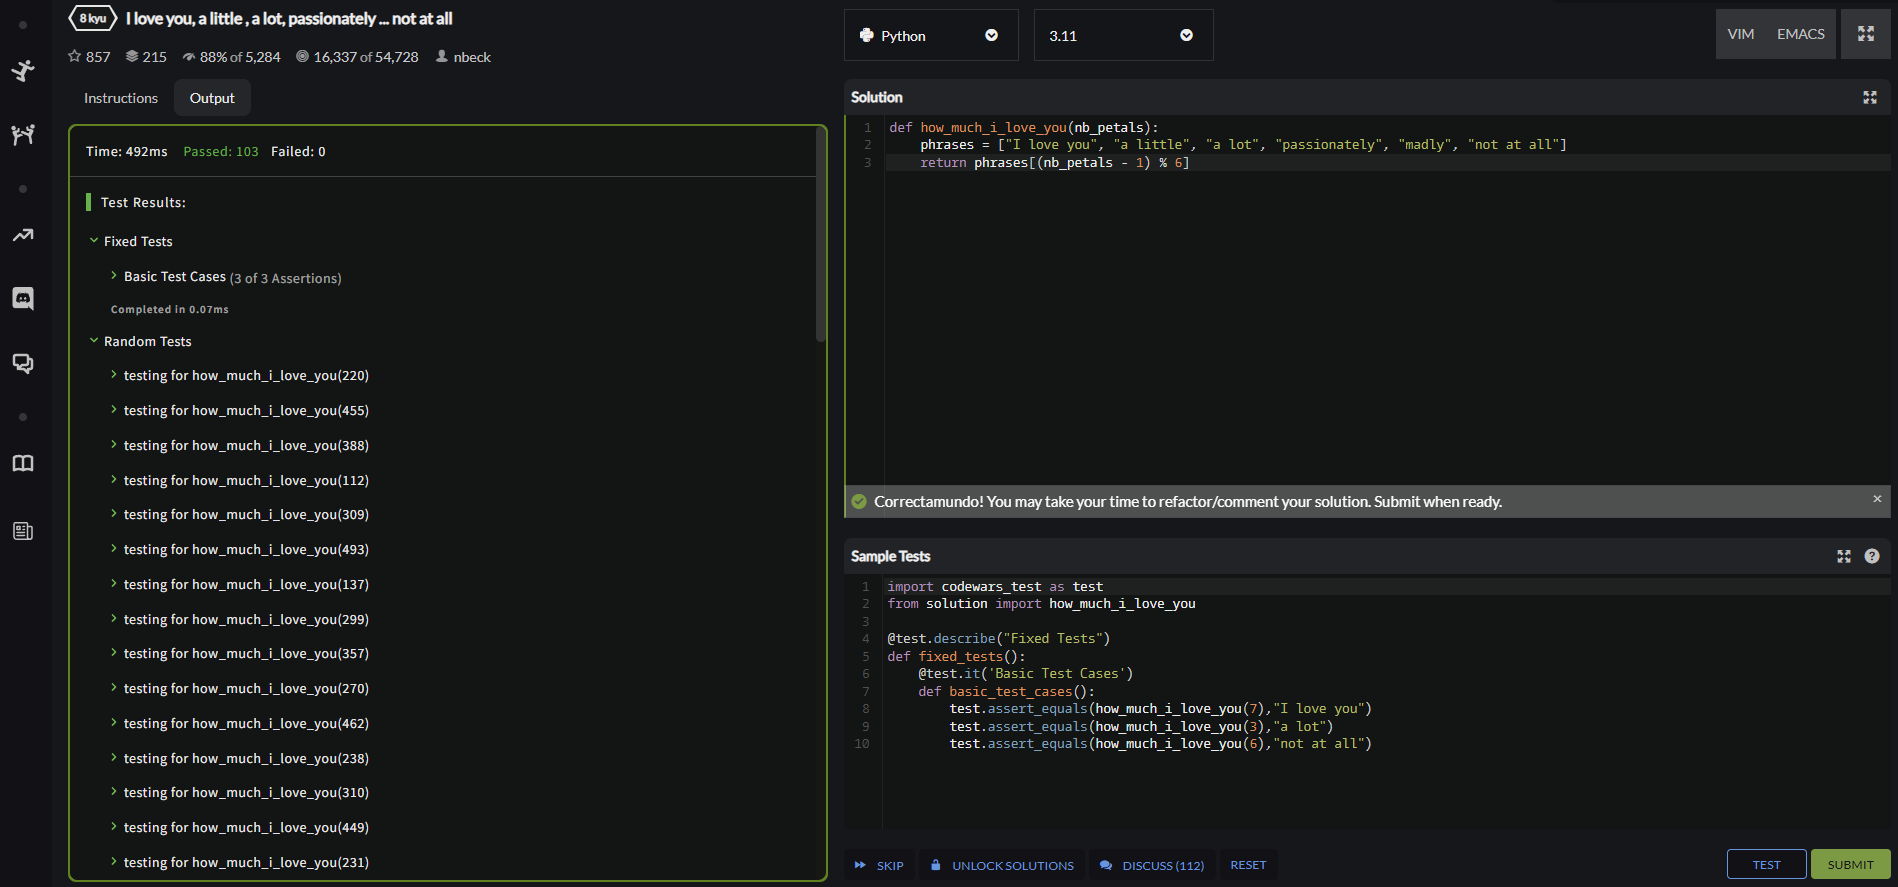 8 kyu I love you, a little , a lot, passionately ... not at all
857 215 88% of 5,284 16,337 of 54,728 nbeck
Instructions Output
Time: 492ms Passed: 103 Failed: 0
Test Results:
Fixed Tests
Basic Test Cases (3 of 3 Assertions)
Completed in 0.07ms
Random Tests
testing for how_much_i_love_you(220)
testing for how_much_i_love_you(455)
testing for how_much_i_love_you(388)
testing for how_much_i_love_you(112)
testing for how_much_i_love_you(309)
testing for how_much_i_love_you(493)
testing for how_much_i_love_you(137)
testing for how_much_i_love_you(299)
testing for how_much_i_love_you(357)
testing for how_much_i_love_you(270)
testing for how_much_i_love_you(462)
testing for how_much_i_love_you(238)
testing for how_much_i_love_you(310)
testing for how_much_i_love_you(449)
testing for how_much_i_love_you(231)
Python 3.11 VIM EMACS
Solution
1 def how_much_i_love_you(nb_petals):
2 phrases = ["I love you", "a little", "a lot", "passionately", "madly", "not at all"]
3 return phrases[(nb_petals - 1) % 6]
Correctamundo! You may take your time to refactor/comment your solution. Submit when ready. ×
Sample Tests ?
1 import codewars_test as test
2 from solution import how_much_i_love_you
3
4 @test.describe("Fixed Tests")
5 def fixed_tests():
6 @test.it('Basic Test Cases')
7 def basic_test_cases():
8 test.assert_equals(how_much_i_love_you(7),"I love you")
9 test.assert_equals(how_much_i_love_you(3),"a lot")
10 test.assert_equals(how_much_i_love_you(6),"not at all")
SKIP UNLOCK SOLUTIONS DISCUSS (112) RESET TEST SUBMIT